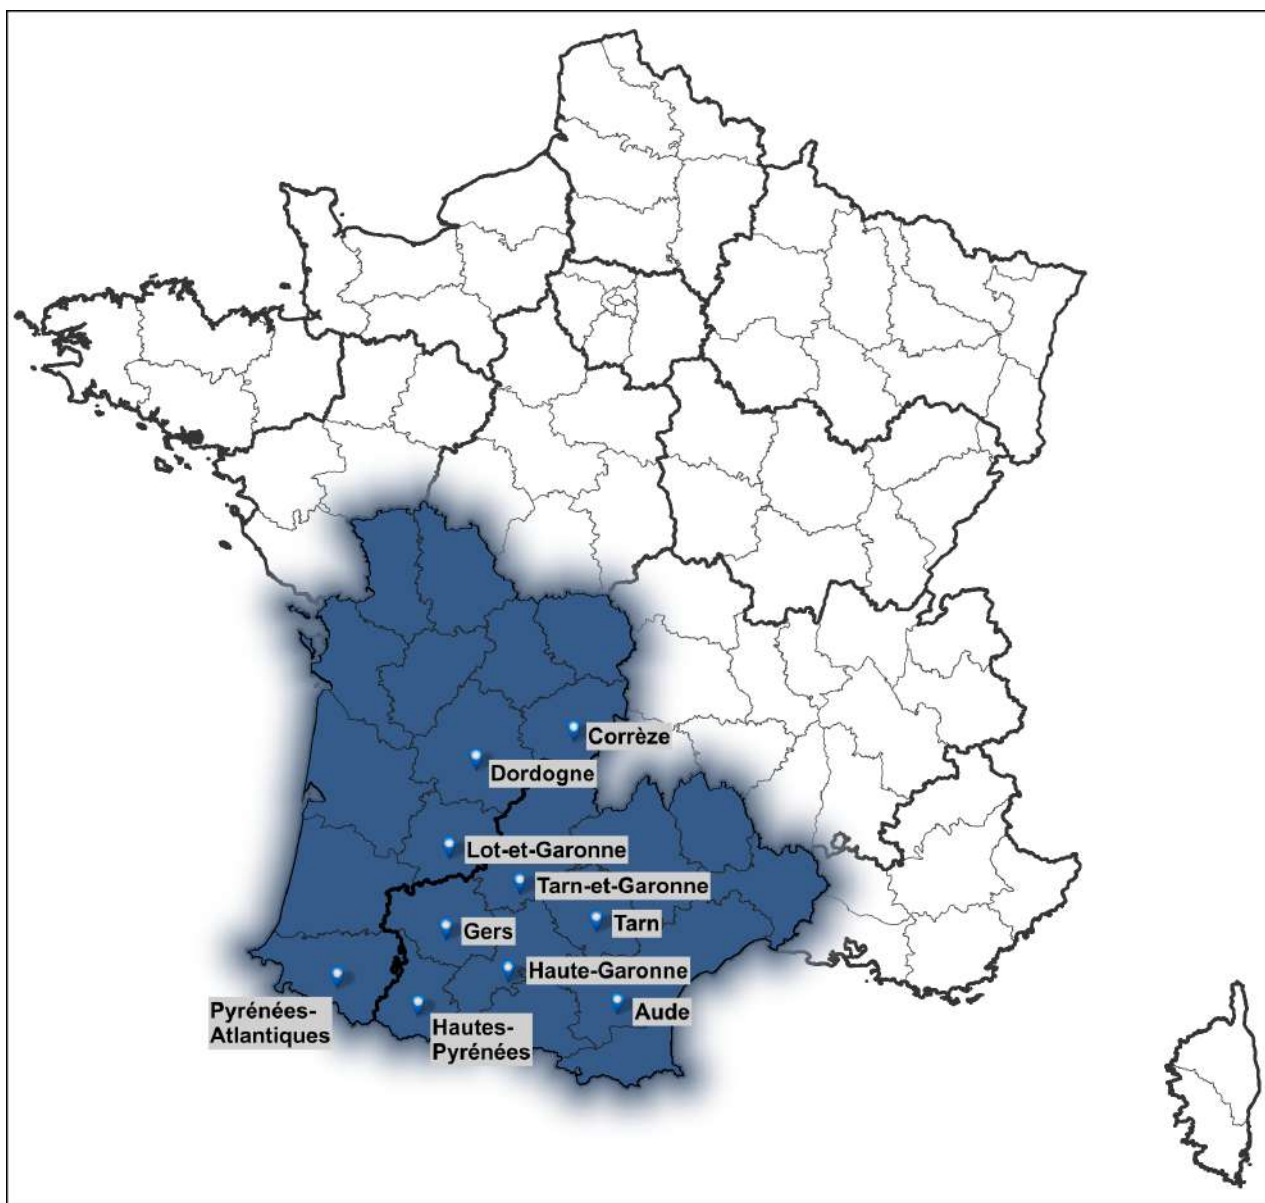 Corrèze
Dordogne
Lot-et-Garonne
Tarn-et-Garonne
Tarn
Gers
Haute-Garonne
Aude
Pyrénées-
Atlantiques
Hautes-
Pyrénées